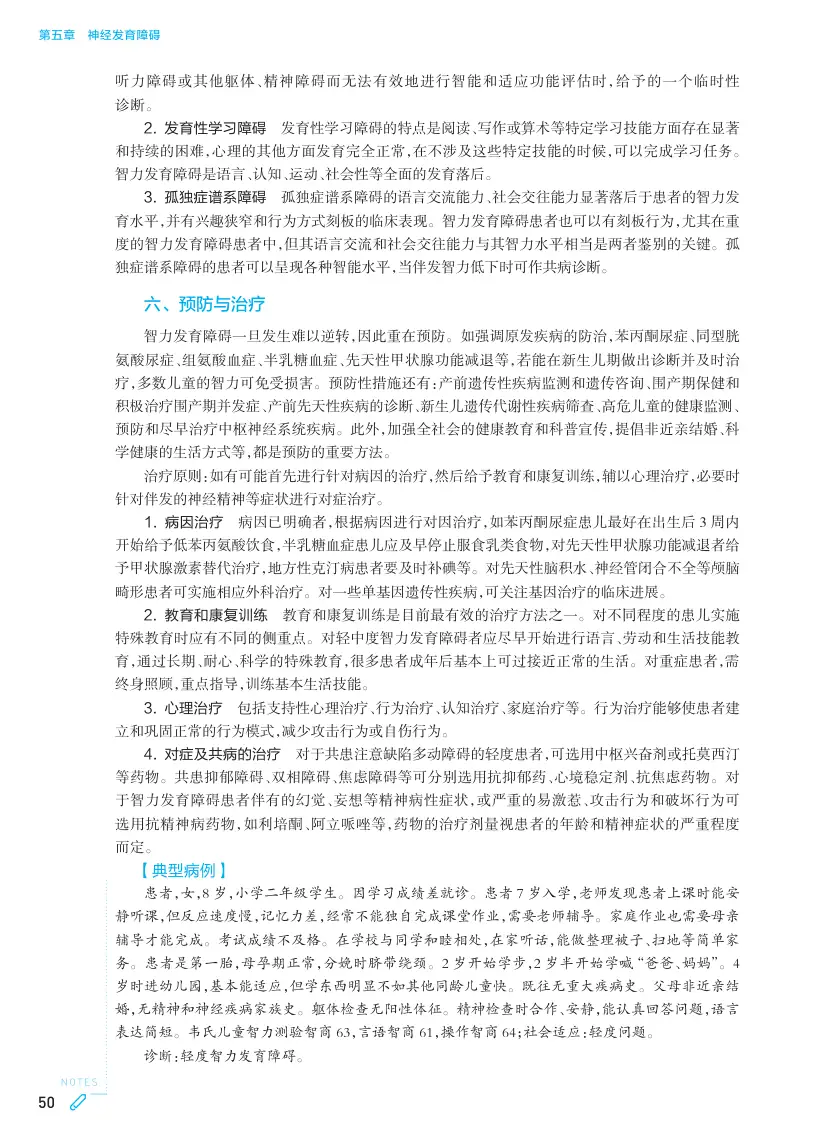 第五章 神经发育障碍
听力障碍或其他躯体、精神障碍而无法有效地进行智能和适应功能评估时,给予的一个临时性
诊断。
2. 发育性学习障碍 发育性学习障碍的特点是阅读、写作或算术等特定学习技能方面存在显著
和持续的困难,心理的其他方面发育完全正常,在不涉及这些特定技能的时候,可以完成学习任务。
智力发育障碍是语言、认知、运动、社会性等全面的发育落后。
3. 孤独症谱系障碍 孤独症谱系障碍的语言交流能力、社会交往能力显著落后于患者的智力发
育水平,并有兴趣狭窄和行为方式刻板的临床表现。智力发育障碍患者也可以有刻板行为,尤其在重
度的智力发育障碍患者中,但其语言交流和社会交往能力与其智力水平相当是两者鉴别的关键。孤
独症谱系障碍的患者可以呈现各种智能水平,当伴发智力低下时可作共病诊断。
六、预防与治疗
智力发育障碍一旦发生难以逆转,因此重在预防。如强调原发疾病的防治,苯丙酮尿症、同型胱
氨酸尿症、组氨酸血症、半乳糖血症、先天性甲状腺功能减退等,若能在新生儿期做出诊断并及时治
疗,多数儿童的智力可免受损害。预防性措施还有:产前遗传性疾病监测和遗传咨询、围产期保健和
积极治疗围产期并发症、产前先天性疾病的诊断、新生儿遗传代谢性疾病筛查、高危儿童的健康监测、
预防和尽早治疗中枢神经系统疾病。此外,加强全社会的健康教育和科普宣传,提倡非近亲结婚、科
学健康的生活方式等,都是预防的重要方法。
治疗原则:如有可能首先进行针对病因的治疗,然后给予教育和康复训练,辅以心理治疗,必要时
针对伴发的神经精神等症状进行对症治疗。
1. 病因治疗 病因已明确者,根据病因进行对因治疗,如苯丙酮尿症患儿最好在出生后 3 周内
开始给予低苯丙氨酸饮食,半乳糖血症患儿应及早停止服食乳类食物,对先天性甲状腺功能减退者给
予甲状腺激素替代治疗,地方性克汀病患者要及时补碘等。对先天性脑积水、神经管闭合不全等颅脑
畸形患者可实施相应外科治疗。对一些单基因遗传性疾病,可关注基因治疗的临床进展。
2. 教育和康复训练 教育和康复训练是目前最有效的治疗方法之一。对不同程度的患儿实施
特殊教育时应有不同的侧重点。对轻中度智力发育障碍者应尽早开始进行语言、劳动和生活技能教
育,通过长期、耐心、科学的特殊教育,很多患者成年后基本上可过接近正常的生活。对重症患者,需
终身照顾,重点指导,训练基本生活技能。
3. 心理治疗 包括支持性心理治疗、行为治疗、认知治疗、家庭治疗等。行为治疗能够使患者建
立和巩固正常的行为模式,减少攻击行为或自伤行为。
4. 对症及共病的治疗 对于共患注意缺陷多动障碍的轻度患者,可选用中枢兴奋剂或托莫西汀
等药物。共患抑郁障碍、双相障碍、焦虑障碍等可分别选用抗抑郁药、心境稳定剂、抗焦虑药物。对
于智力发育障碍患者伴有的幻觉、妄想等精神病性症状,或严重的易激惹、攻击行为和破坏行为可
选用抗精神病药物,如利培酮、阿立哌唑等,药物的治疗剂量视患者的年龄和精神症状的严重程度
而定。
【典型病例】
患者,女,8 岁,小学二年级学生。因学习成绩差就诊。患者 7 岁入学,老师发现患者上课时能安
静听课,但反应速度慢,记忆力差,经常不能独自完成课堂作业,需要老师辅导。家庭作业也需要母亲
辅导才能完成。考试成绩不及格。在学校与同学和睦相处,在家听话,能做整理被子、扫地等简单家
务。患者是第一胎,母孕期正常,分娩时脐带绕颈。2 岁开始学步,2 岁半开始学喊“爸爸、妈妈”。4
岁时进幼儿园,基本能适应,但学东西明显不如其他同龄儿童快。既往无重大疾病史。父母非近亲结
婚,无精神和神经疾病家族史。躯体检查无阳性体征。精神检查时合作、安静,能认真回答问题,语言
表达简短。韦氏儿童智力测验智商 63,言语智商 61,操作智商 64;社会适应:轻度问题。
诊断:轻度智力发育障碍。
NOTES
50